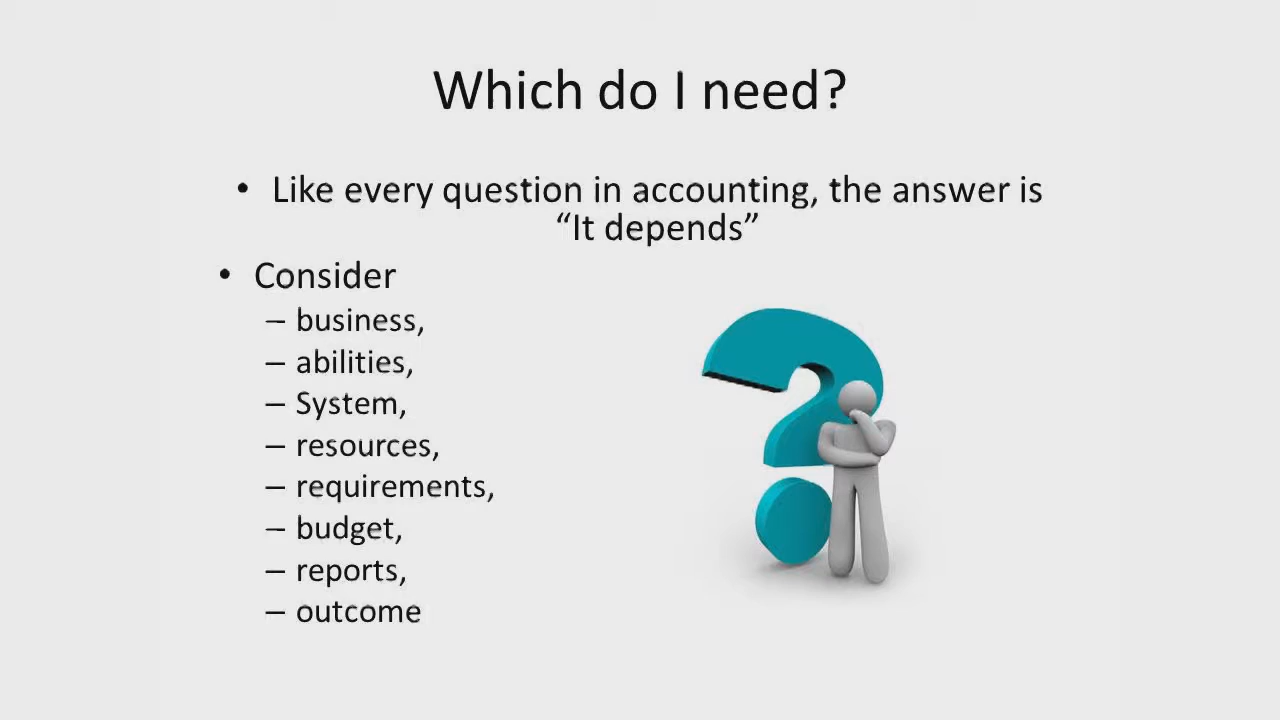 Which do I need?
• Like every question in accounting, the answer is
“It depends”
• Consider
– business,
– abilities,
– System,
– resources,
– requirements,
– budget,
– reports,
– outcome